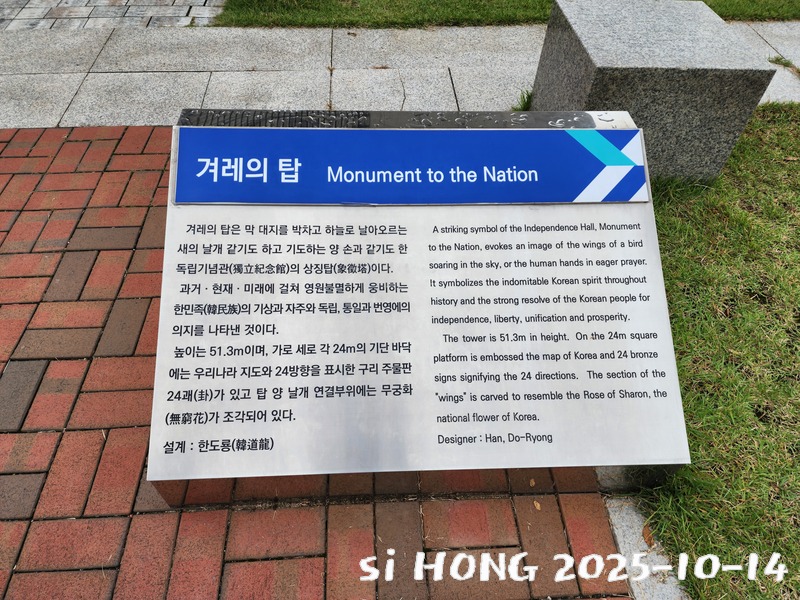 겨레의 탑 Monument to the Nation
겨레의 탑은 막 대지를 박차고 하늘로 날아오르는
새의 날개 같기도 하고 기도하는 양 손과 같기도 한
독립기념관(獨立紀念館)의 상징탑(象徵塔)이다.
과거 · 현재 · 미래에 걸쳐 영원불멸하게 웅비하는
한민족(韓民族)의 기상과 자주와 독립, 통일과 번영에의
의지를 나타낸 것이다.
높이는 51.3m이며, 가로 세로 각 24m의 기단 바닥
에는 우리나라 지도와 24방향을 표시한 구리 주물판
24괘(卦)가 있고 탑 양 날개 연결부위에는 무궁화
(無窮花)가 조각되어 있다.
설계 : 한도룡(韓道龍)
A striking symbol of the Independence Hall, Monument
to the Nation, evokes an image of the wings of a bird
soaring in the sky, or the human hands in eager prayer.
It symbolizes the indomitable Korean spirit throughout
history and the strong resolve of the Korean people for
independence, liberty, unification and prosperity.
The tower is 51.3m in height. On the 24m square
platform is embossed the map of Korea and 24 bronze
signs signifying the 24 directions. The section of the
"wings" is carved to resemble the Rose of Sharon, the
national flower of Korea.
Designer : Han, Do-Ryong
si HONG 2025-10-14